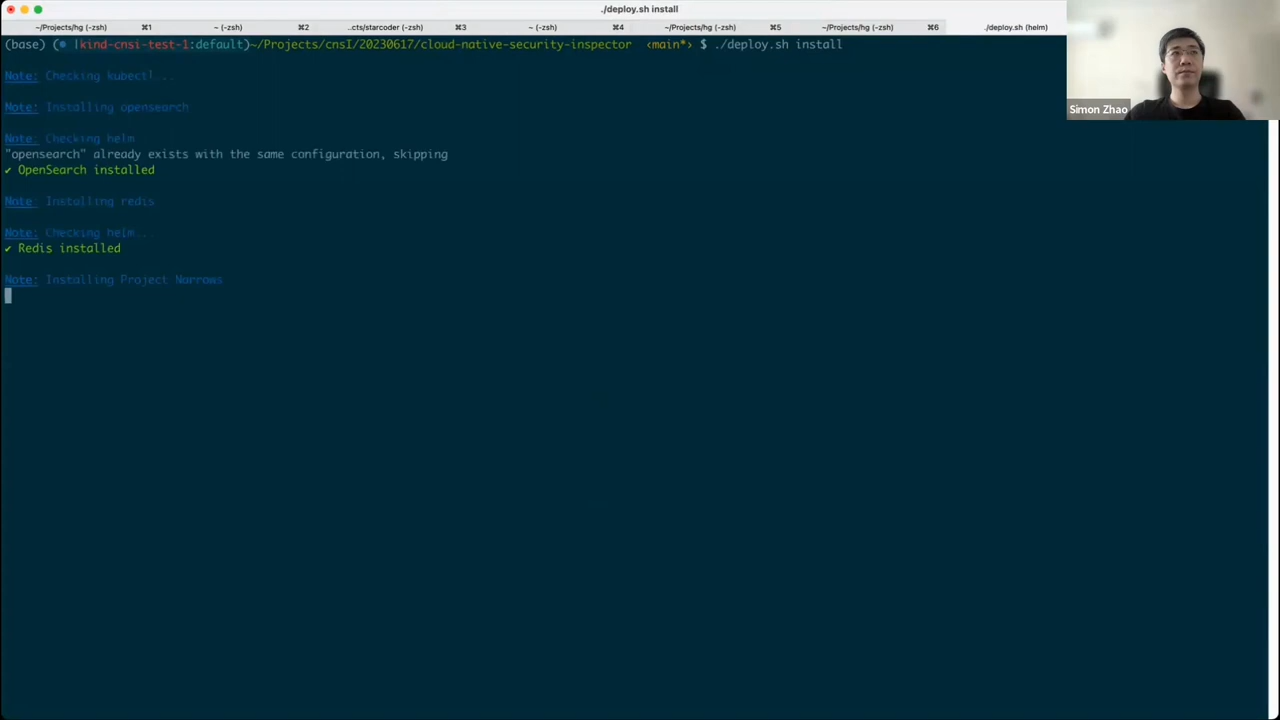 ./deploy.sh install
~/Projects/hg (-zsh) ⌘1 ~ (-zsh) ⌘2 ..cts/starcoder (-zsh) ⌘3 ~ (-zsh) ⌘4 ~/Projects/hg (-zsh) ⌘5 ~/Projects/hg (-zsh) ⌘6 ./deploy.sh (helm)
(base) (● |kind-cnsi-test-1:default)~/Projects/cnsI/20230617/cloud-native-security-inspector ‹main*› $ ./deploy.sh install
Note: Checking kubectl...
Note: Installing opensearch
Note: Checking helm
"opensearch" already exists with the same configuration, skipping
✔ OpenSearch installed
Note: Installing redis
Note: Checking helm...
✔ Redis installed
Note: Installing Project Narrows
Simon Zhao